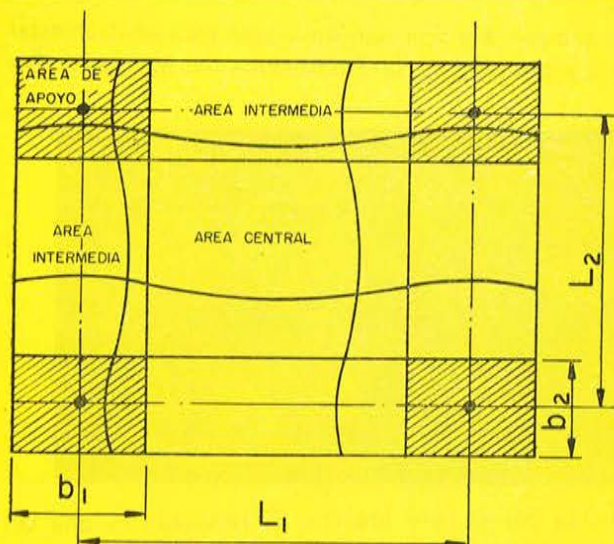 AREA DE
APOYO
AREA INTERMEDIA
AREA
INTERMEDIA
AREA CENTRAL
L2
b2
b1
L1